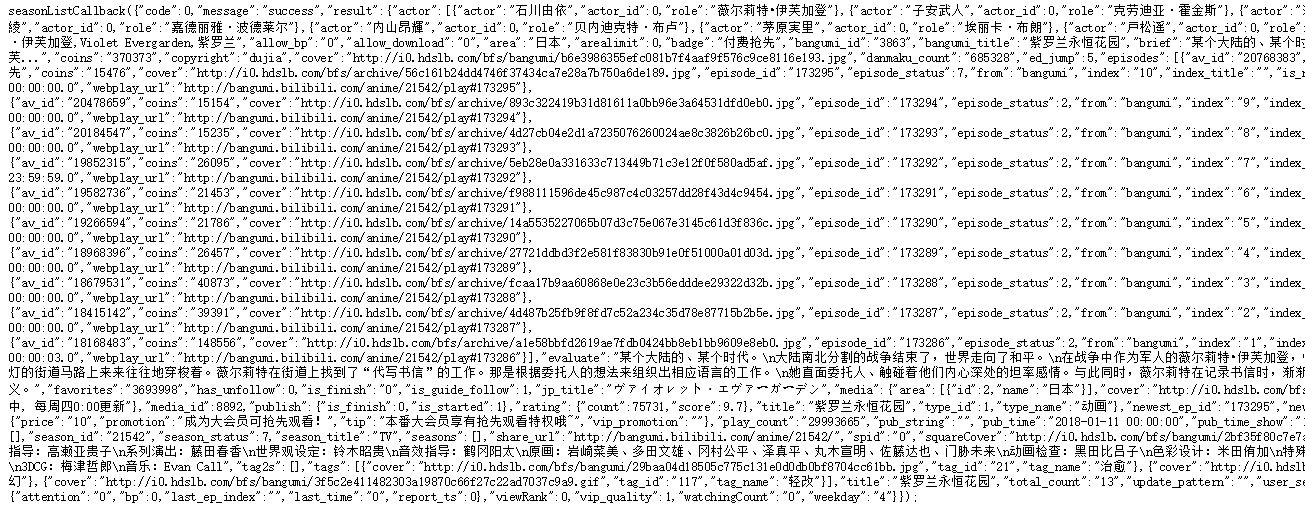 seasonListCallback({"code":0,"message":"success","result":{"actor":[{"actor":"石川由依","actor_id":0,"role":"薇尔莉特·伊芙加登"},{"actor":"子安武人","actor_id":0,"role":"克劳迪亚·霍金斯"},{"actor":"
绫","actor_id":0,"role":"嘉德丽雅·波德莱尔"},{"actor":"内山昂輝","actor_id":0,"role":"贝内迪克特·布卢"},{"actor":"茅原実里","actor_id":0,"role":"埃丽卡·布朗"},{"actor":"戸松遥","actor_id":0,"role":
·伊芙加登,Violet Evergarden,紫罗兰","allow_bp":"0","allow_download":"0","area":"日本","arealimit":0,"badge":"付费抢先","bangumi_id":"3863","bangumi_title":"紫罗兰永恒花园","brief":"某个大陆的、某个时
芙...","coins":"370373","copyright":"dujia","cover":"http://i0.hdslb.com/bfs/bangumi/b6e3986355efc081b7f4aaf9f576c9ce8116e193.jpg","danmaku_count":"685328","ed_jump":5,"episodes":[{"av_id":"20768383",
先","coins":"15476","cover":"http://i0.hdslb.com/bfs/archive/56c161b24dd4746f37434ca7e28a7b750a6de189.jpg","episode_id":"173295","episode_status":7,"from":"bangumi","index":"10","index_title":"","is_n
00:00:00.0","webplay_url":"http://bangumi.bilibili.com/anime/21542/play#173295"},
{"av_id":"20478679","coins":"15154","cover":"http://i0.hdslb.com/bfs/archive/893c322419b31d81611a0bb96e3a64531dfd0eb0.jpg","episode_id":"173294","episode_status":2,"from":"bangumi","index":"9","index_
00:00:00.0","webplay_url":"http://bangumi.bilibili.com/anime/21542/play#173294"},
{"av_id":"20184547","coins":"15235","cover":"http://i0.hdslb.com/bfs/archive/4d27cb04e2d1a7235076260024ae8c3826b26bc0.jpg","episode_id":"173293","episode_status":2,"from":"bangumi","index":"8","index_
00:00:00.0","webplay_url":"http://bangumi.bilibili.com/anime/21542/play#173293"},
{"av_id":"19852315","coins":"26095","cover":"http://i0.hdslb.com/bfs/archive/5eb28e0a331633c713449b71c3e12f0f580ad5af.jpg","episode_id":"173292","episode_status":2,"from":"bangumi","index":"7","index_
23:59:59.0","webplay_url":"http://bangumi.bilibili.com/anime/21542/play#173292"},
{"av_id":"19582736","coins":"21453","cover":"http://i0.hdslb.com/bfs/archive/f988111596de45c987c4c03257dd28f43d4c9454.jpg","episode_id":"173291","episode_status":2,"from":"bangumi","index":"6","index_
00:00:00.0","webplay_url":"http://bangumi.bilibili.com/anime/21542/play#173291"},
{"av_id":"19266594","coins":"21786","cover":"http://i0.hdslb.com/bfs/archive/14a5535227065b07d3c75e067e3145c61d3f836c.jpg","episode_id":"173290","episode_status":2,"from":"bangumi","index":"5","index_
00:00:00.0","webplay_url":"http://bangumi.bilibili.com/anime/21542/play#173290"},
{"av_id":"18968396","coins":"26457","cover":"http://i0.hdslb.com/bfs/archive/27721ddbd3f2e581f83830b91e0f51000a01d03d.jpg","episode_id":"173289","episode_status":2,"from":"bangumi","index":"4","index_
00:00:00.0","webplay_url":"http://bangumi.bilibili.com/anime/21542/play#173289"},
{"av_id":"18679531","coins":"40873","cover":"http://i0.hdslb.com/bfs/archive/fcaa17b9aa60868e0e23c3b56edddee29322d32b.jpg","episode_id":"173288","episode_status":2,"from":"bangumi","index":"3","index_
00:00:00.0","webplay_url":"http://bangumi.bilibili.com/anime/21542/play#173288"},
{"av_id":"18415142","coins":"39391","cover":"http://i0.hdslb.com/bfs/archive/4d487b25fb9f8fd7c52a234c35d78e87715b2b5e.jpg","episode_id":"173287","episode_status":2,"from":"bangumi","index":"2","index_
00:00:00.0","webplay_url":"http://bangumi.bilibili.com/anime/21542/play#173287"},
{"av_id":"18168483","coins":"148556","cover":"http://i0.hdslb.com/bfs/archive/a1e58bbfd2619ae7fdb0424bb8eb1bb9609e8eb0.jpg","episode_id":"173286","episode_status":2,"from":"bangumi","index":"1","index
00:00:03.0","webplay_url":"http://bangumi.bilibili.com/anime/21542/play#173286"}],"evaluate":"某个大陆的、某个时代。\n大陆南北分割的战争结束了，世界走向了和平。\n在战争中作为军人的薇尔莉特·伊芙加登，
灯的街道马路上来来往往地穿梭着。薇尔莉特在街道上找到了“代写书信”的工作。那是根据委托人的想法来组织出相应语言的工作。\n她直面委托人、触碰着他们内心深处的坦率感情。与此同时，薇尔莉特在记录书信时，渐渐
义。","favorites":"3693998","has_unfollow":0,"is_finish":"0","is_guide_follow":1,"jp_title":"ヴァイオレット・エヴァーガーデン","media":{"area":[{"id":2,"name":"日本"}],"cover":"http://i0.hdslb.com/bfs.
中, 每周四0:00更新"},"media_id":8892,"publish":{"is_finish":0,"is_started":1},"rating":{"count":75731,"score":9.7},"title":"紫罗兰永恒花园","type_id":1,"type_name":"动画"},"newest_ep_id":"173295","new
{"price":"10","promotion":"成为大会员可抢先观看!","tip":"本番大会员享有抢先观看特权哦","vip_promotion":""},"play_count":"29993665","pub_string":"","pub_time":"2018-01-11 00:00:00","pub_time_show":"
[],"season_id":"21542","season_status":7,"season_title":"TV","seasons":[],"share_url":"http://bangumi.bilibili.com/anime/21542/","spid":"0","squareCover":"http://i0.hdslb.com/bfs/bangumi/2bf35f80c7e7a
指导：高瀬亚贵子\n系列演出：藤田春香\n世界观设定：铃木昭贵\n音效指导：鹤冈阳太\n原画：岩崎菜美、多田文雄、冈村公平、泽真平、丸木宣明、佐藤达也、门胁未来\n动画检查：黑田比吕子\n色彩设计：米田侑加\n特殊
\n3DCG：梅津哲郎\n音乐：Evan Call","tag2s":[],"tags":[{"cover":"http://i0.hdslb.com/bfs/bangumi/29baa04d18505c775c131e0d0db0bf8704cc61bb.jpg","tag_id":"21","tag_name":"治愈"},{"cover":"http://i0.hdsl
幻"},{"cover":"http://i0.hdslb.com/bfs/bangumi/3f5c2e411482303a19870c66f27c22ad7037c9a9.gif","tag_id":"117","tag_name":"轻改"}],"title":"紫罗兰永恒花园","total_count":"13","update_pattern":"","user_se
{"attention":"0","bp":0,"last_ep_index":"","last_time":"0","report_ts":0},"viewRank":0,"vip_quality":1,"watchingCount":"0","weekday":"4"}});